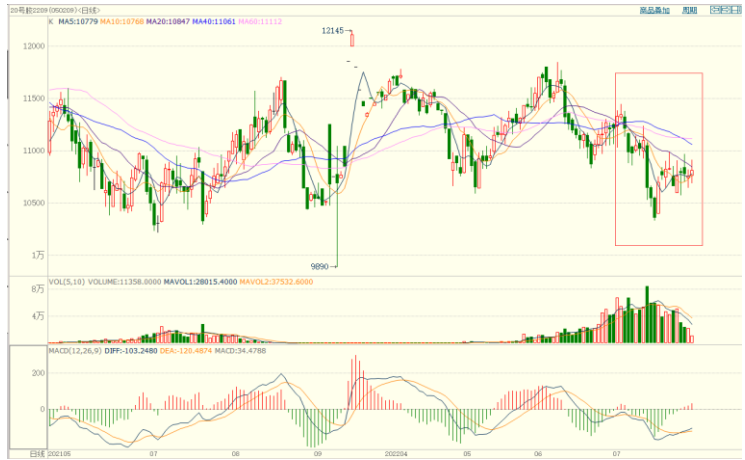 20号胶2209 (050209)<日线>
商品叠加 周期
K MA5:10779 MA10:10768 MA20:10847 MA40:11061 MA60:11112
12145
12000
11500
11000
10500
1万
9890
VOL(5,10) VOLUME:11358.0000 MAVOL1:28015.4000 MAVOL2:37532.6000
8万
4万
MACD(12,26,9) DIFF:-103.2480 DEA:-120.4874 MACD:34.4788
200
0
日线 202105 07 08 09 202204 05 06 07